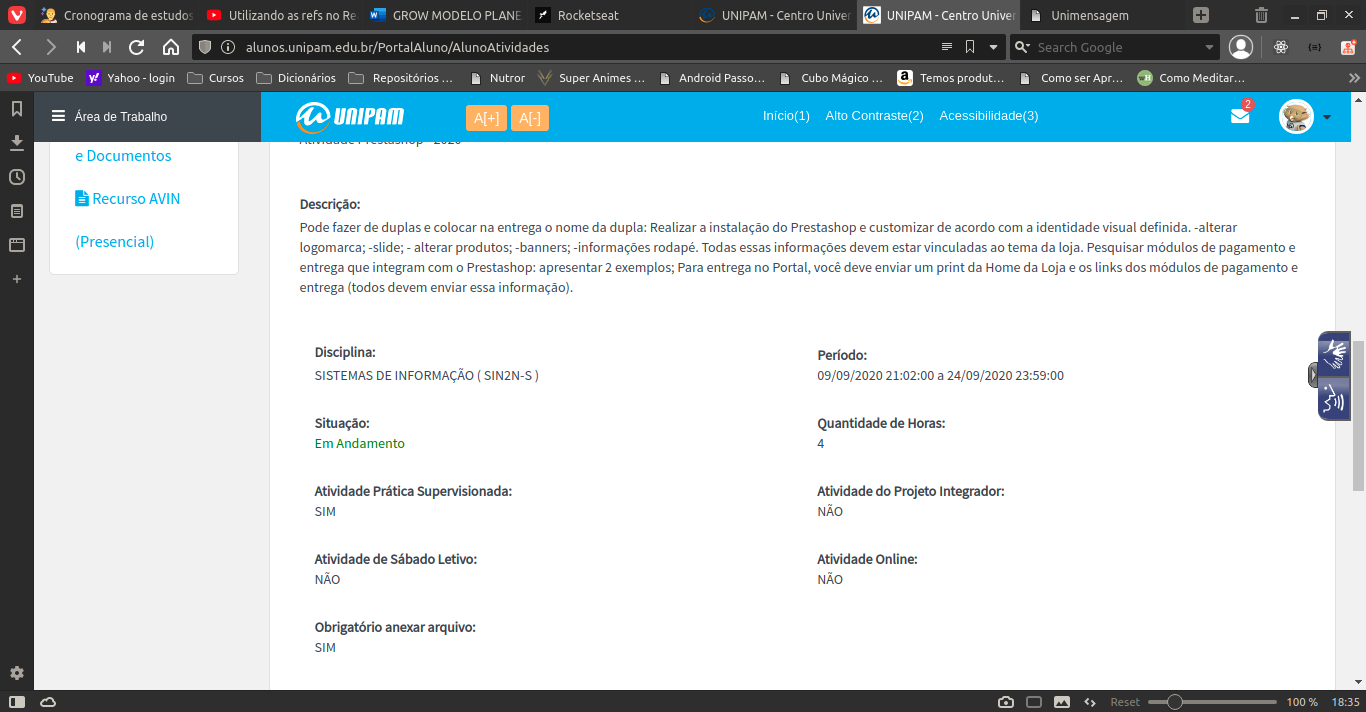 Cronograma de estudos
Utilizando as refs no Re
GROW MODELO PLANE
Rocketseat
UNIPAM - Centro Univer
UNIPAM - Centro Univer
Unimensagem
alunos.unipam.edu.br/PortalAluno/AlunoAtividades
Search Google
YouTube
Yahoo - login
Cursos
Dicionários
Repositórios ...
Nutror
Super Animes ...
Android Passo...
Cubo Mágico ...
Temos produt...
Como ser Apr...
Como Meditar...
Área de Trabalho
UNIPAM
A[+]
A[-]
Início(1)
Alto Contraste(2)
Acessibilidade(3)
2
e Documentos
Recurso AVIN
(Presencial)
Atividade Prestashop - 2020
Descrição:
Pode fazer de duplas e colocar na entrega o nome da dupla: Realizar a instalação do Prestashop e customizar de acordo com a identidade visual definida. -alterar
logomarca; -slide; - alterar produtos; -banners; -informações rodapé. Todas essas informações devem estar vinculadas ao tema da loja. Pesquisar módulos de pagamento e
entrega que integram com o Prestashop: apresentar 2 exemplos; Para entrega no Portal, você deve enviar um print da Home da Loja e os links dos módulos de pagamento e
entrega (todos devem enviar essa informação).
Disciplina:
SISTEMAS DE INFORMAÇÃO ( SIN2N-S )
Período:
09/09/2020 21:02:00 a 24/09/2020 23:59:00
Situação:
Em Andamento
Quantidade de Horas:
4
Atividade Prática Supervisionada:
SIM
Atividade do Projeto Integrador:
NÃO
Atividade de Sábado Letivo:
NÃO
Atividade Online:
NÃO
Obrigatório anexar arquivo:
SIM
Reset
100 %
18:35